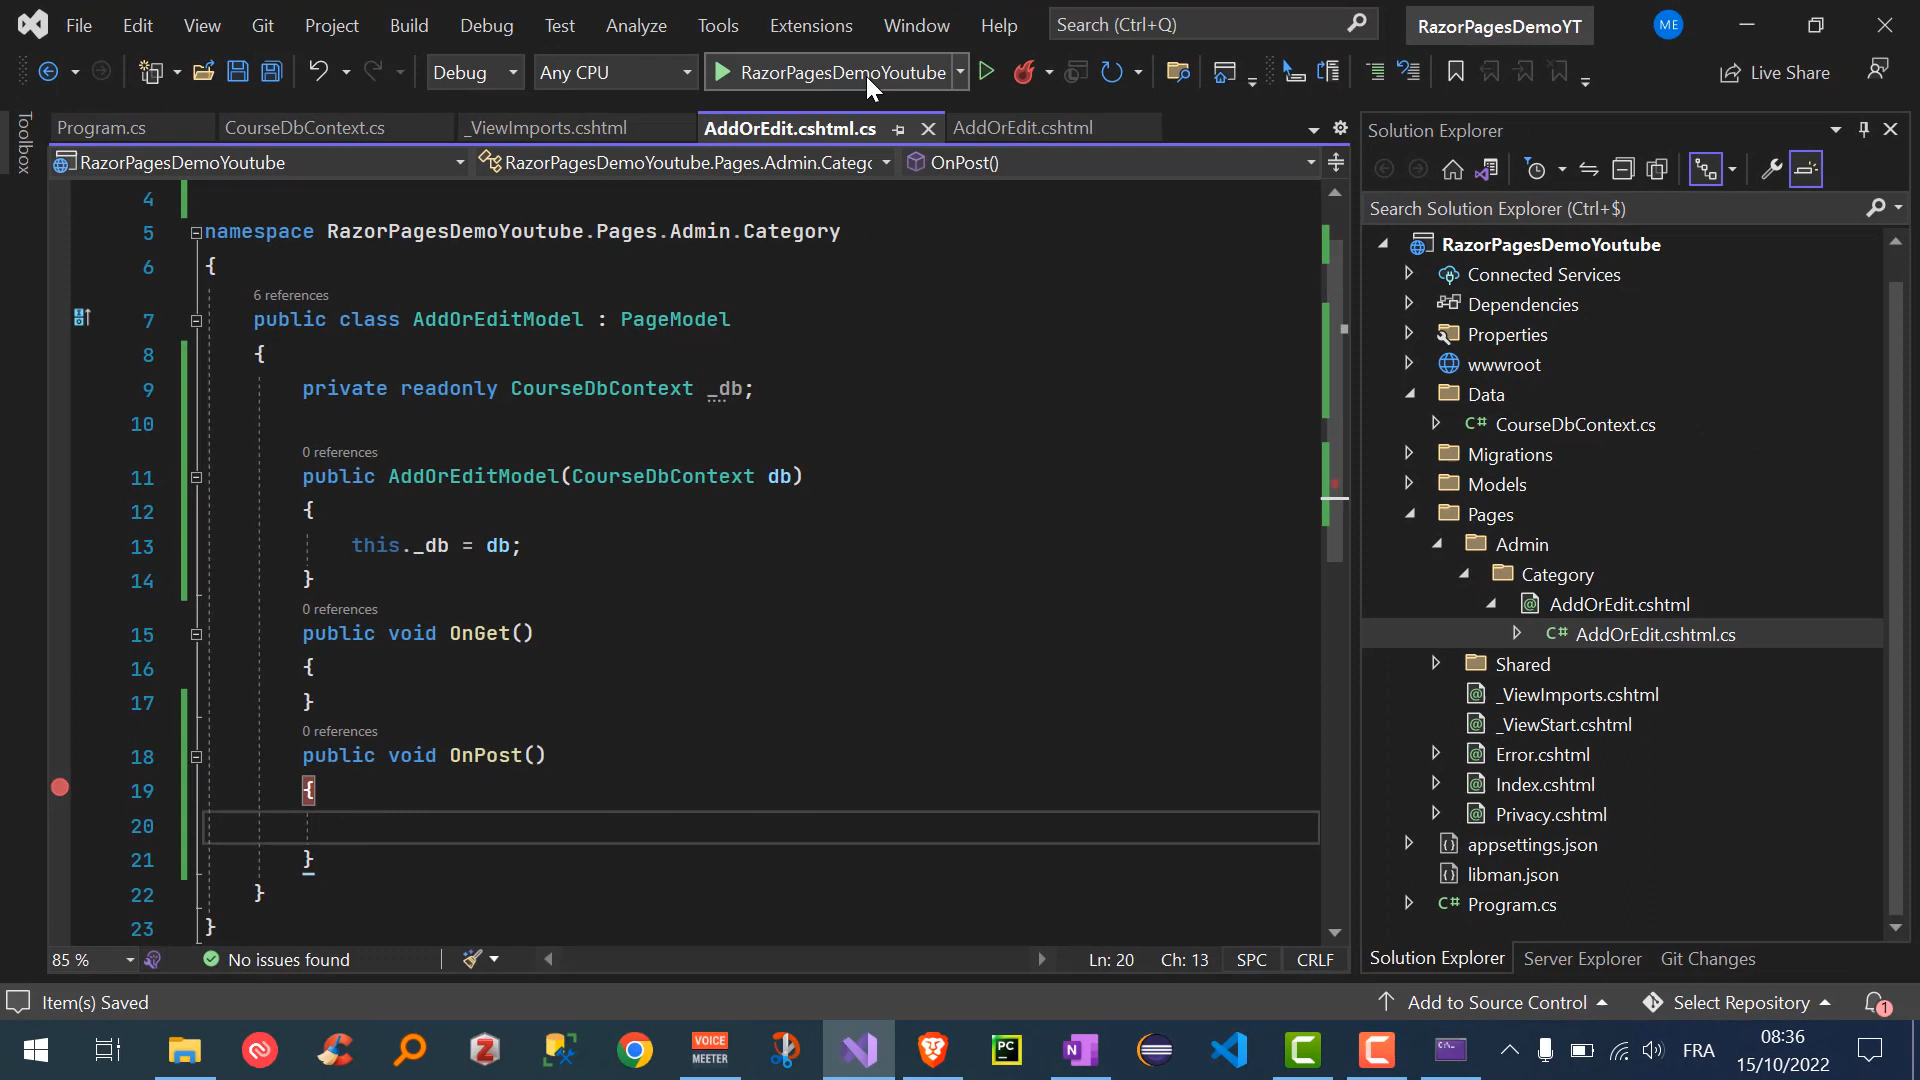 File Edit View Git Project Build Debug Test Analyze Tools Extensions Window Help Search (Ctrl+Q) RazorPagesDemoYT ME
Debug Any CPU RazorPagesDemoYoutube Live Share
Toolbox
Program.cs CourseDbContext.cs _ViewImports.cshtml AddOrEdit.cshtml.cs AddOrEdit.cshtml
RazorPagesDemoYoutube RazorPagesDemoYoutube.Pages.Admin.Catego OnPost()
4
5 namespace RazorPagesDemoYoutube.Pages.Admin.Category
6 {
6 references
7 public class AddOrEditModel : PageModel
8 {
9 private readonly CourseDbContext _db;
10
0 references
11 public AddOrEditModel(CourseDbContext db)
12 {
13 this._db = db;
14 }
0 references
15 public void OnGet()
16 {
17 }
0 references
18 public void OnPost()
19 {
20
21 }
22 }
23 }
85 % No issues found Ln: 20 Ch: 13 SPC CRLF
Solution Explorer
Search Solution Explorer (Ctrl+$)
RazorPagesDemoYoutube
Connected Services
Dependencies
Properties
wwwroot
Data
C# CourseDbContext.cs
Migrations
Models
Pages
Admin
Category
AddOrEdit.cshtml
C# AddOrEdit.cshtml.cs
Shared
_ViewImports.cshtml
_ViewStart.cshtml
Error.cshtml
Index.cshtml
Privacy.cshtml
appsettings.json
libman.json
C# Program.cs
Solution Explorer Server Explorer Git Changes
Item(s) Saved Add to Source Control Select Repository 1
VOICE
MEETER
PC
N
FRA
08:36
15/10/2022